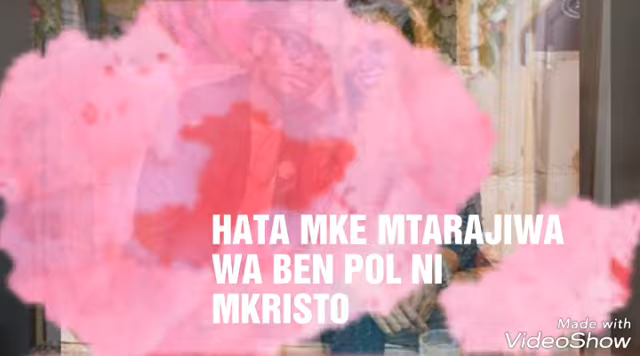 HATA MKE MTARAJIWA
WA BEN POL NI
MKRISTO
Made with
VideoShow